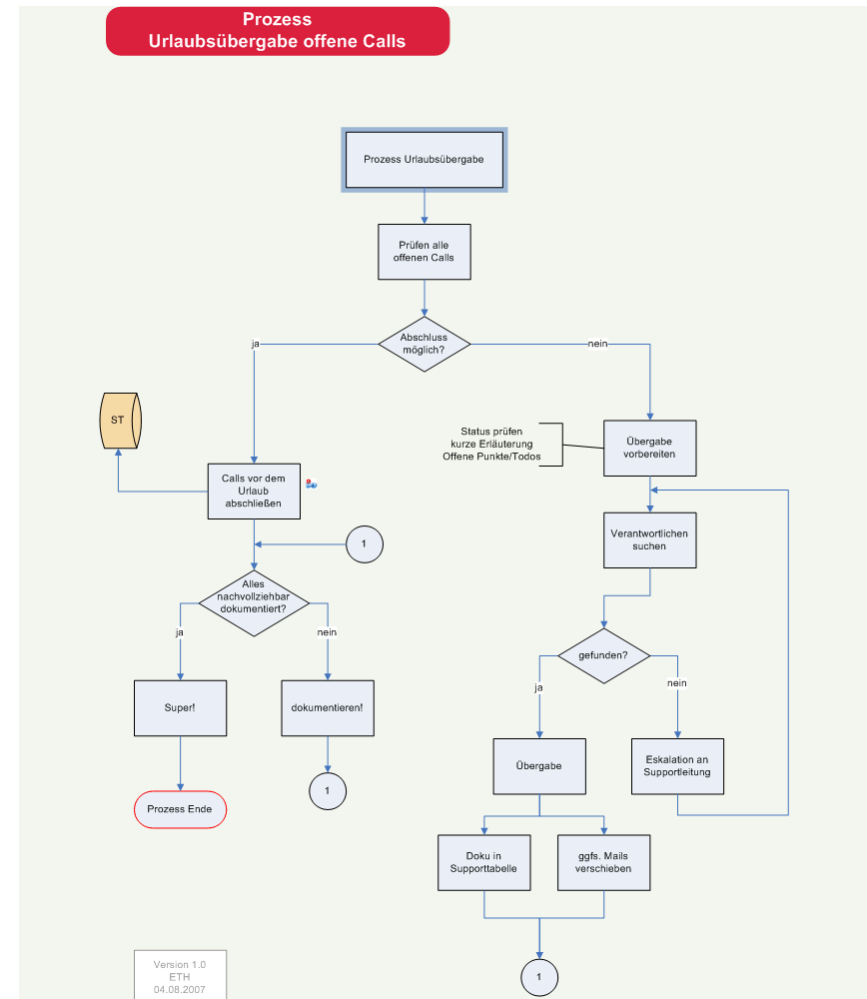 Prozess
Urlaubsübergabe offene Calls
Prozess Urlaubsübergabe
Prüfen alle
offenen Calls
Abschluss
möglich?
ja
nein
ST
Status prüfen
kurze Erläuterung
Offene Punkte/Todos
Übergabe
vorbereiten
Calls vor dem
Urlaub
abschließen
1
Verantwortlichen
suchen
Alles
nachvollziehbar
dokumentiert?
ja
nein
gefunden?
ja
nein
Super!
dokumentieren!
Übergabe
Eskalation an
Supportleitung
1
Prozess Ende
Doku in
Supporttabelle
ggfs. Mails
verschieben
1
Version 1.0
ETH
04.08.2007